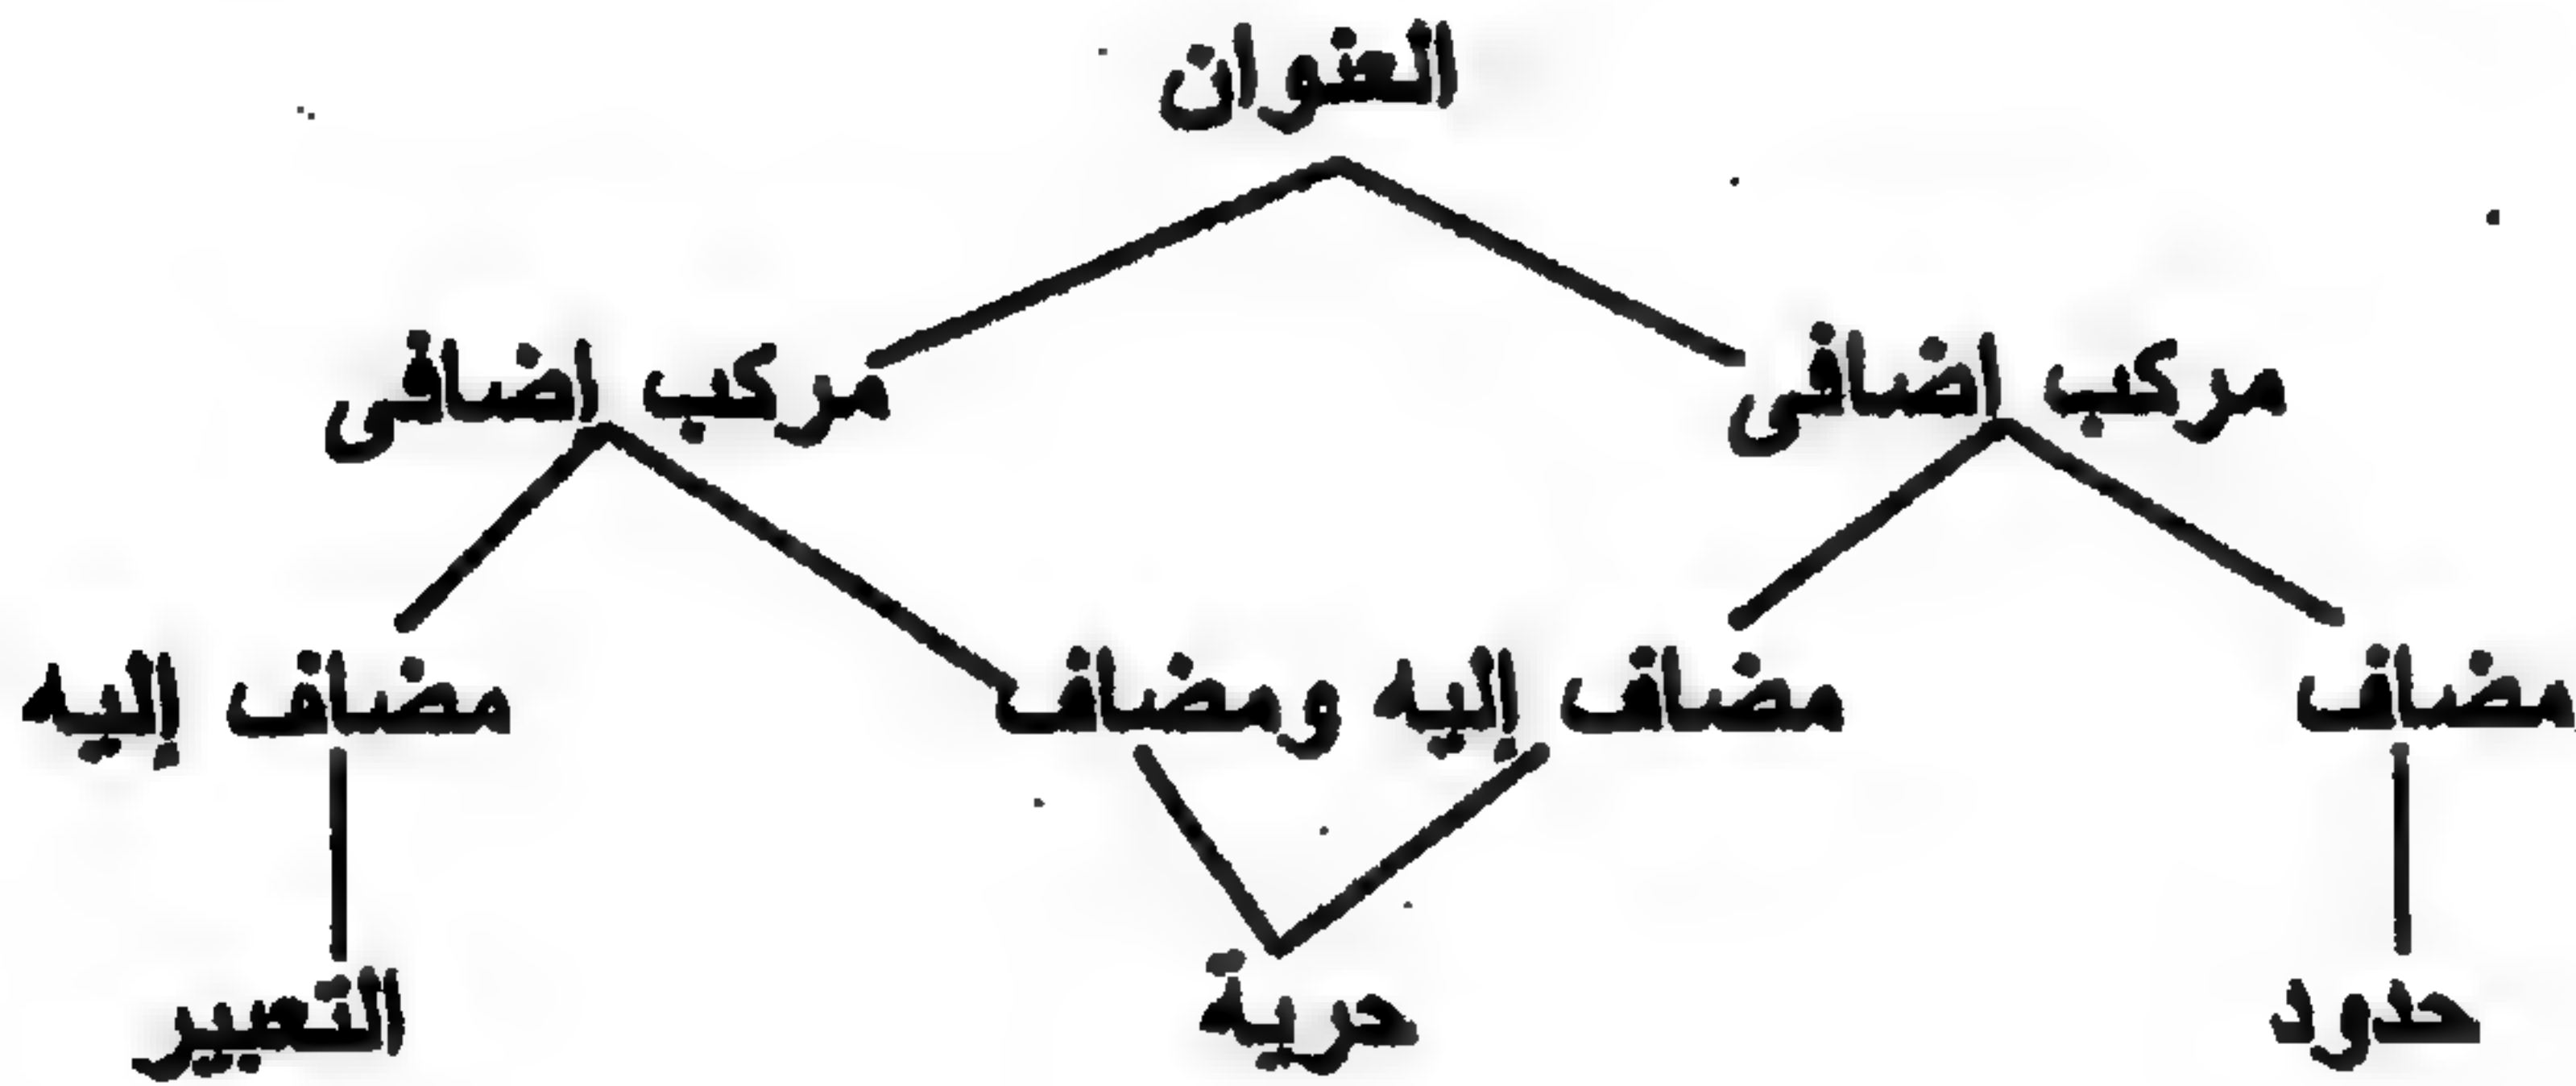 العنوان
مركب اضافى مركب اضافى
مضاف مضاف إليه ومضاف مضاف إليه
حدود حرية التعبير